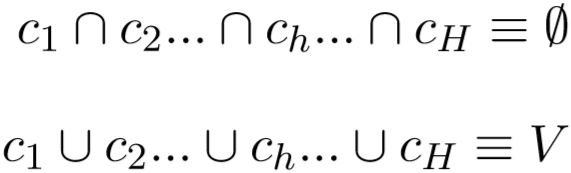 c₁ ∩ c₂... ∩ cₕ... ∩ c_H ≡ ∅
c₁ ∪ c₂... ∪ cₕ... ∪ c_H ≡ V